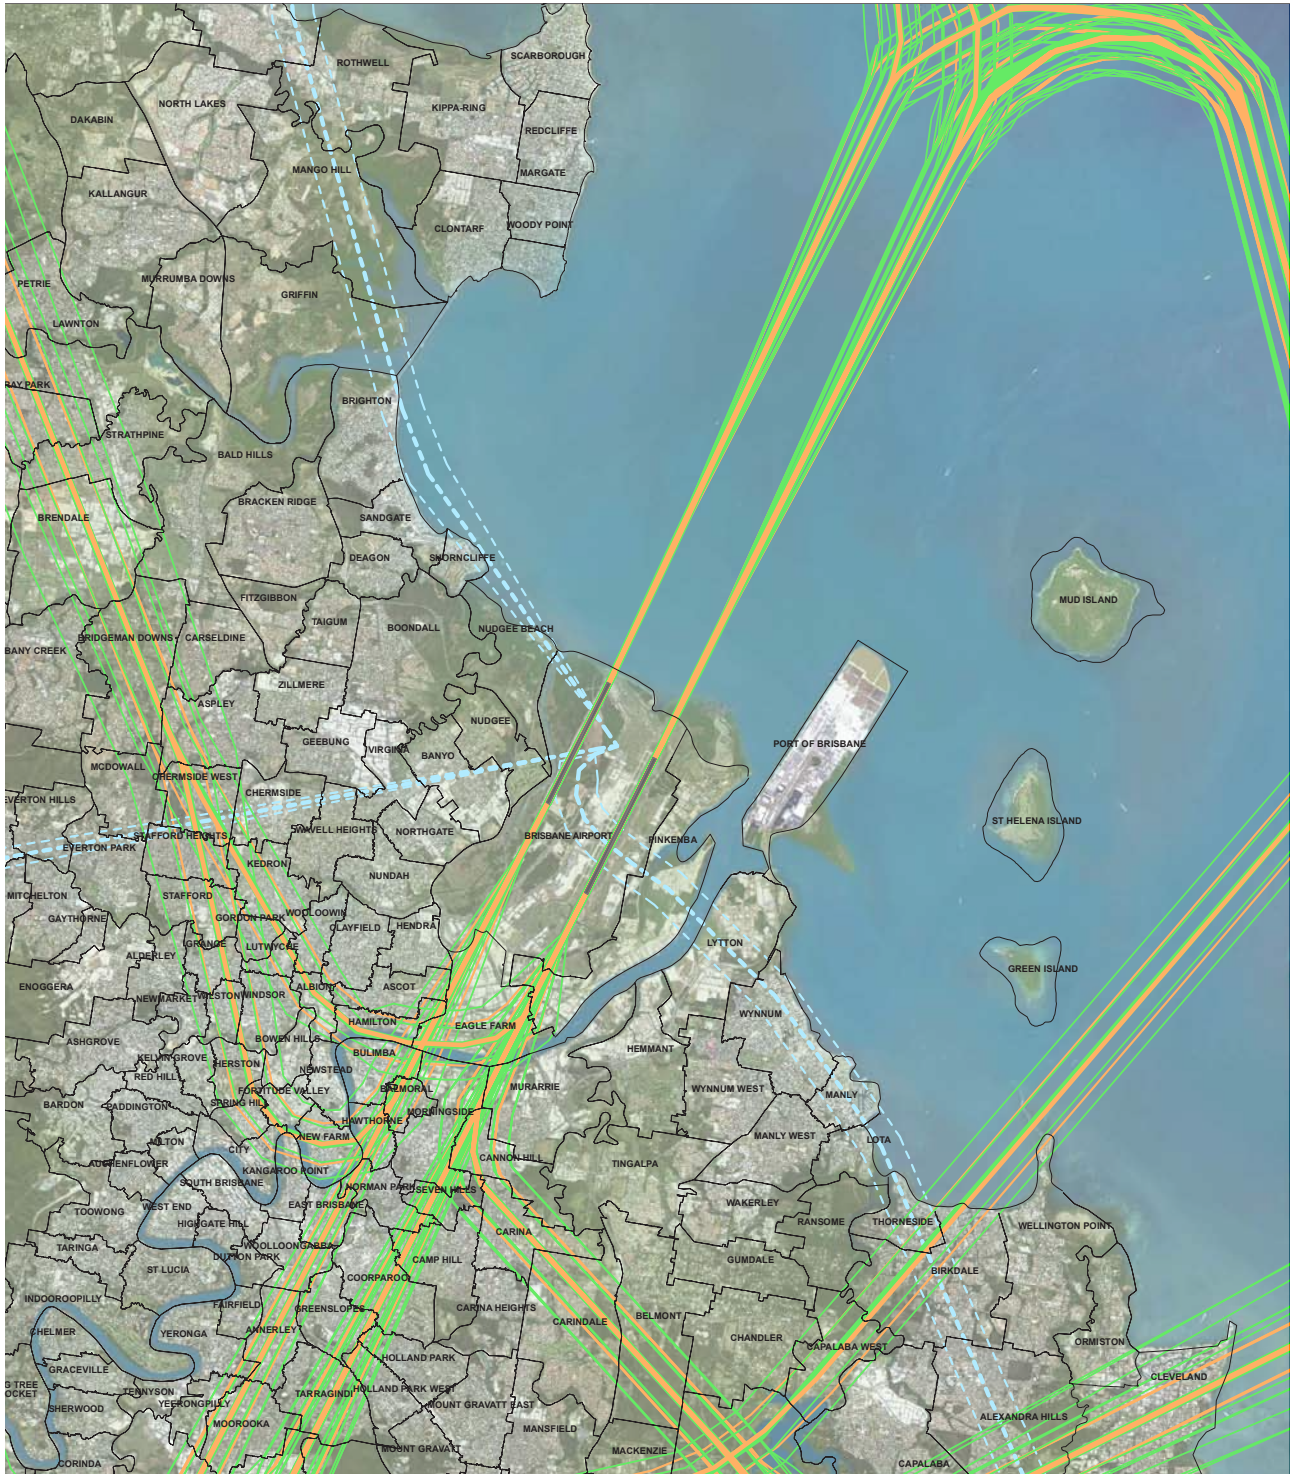 SCARBOROUGH
ROTHWELL
NORTH LAKES
KIPPA-RING
DAKABIN
REDCLIFFE
MANGO HILL
MARGATE
KALLANGUR
WOODY POINT
CLONTARF
MURRUMBA DOWNS
PETRIE
GRIFFIN
LAWNTON
RAY PARK
BRIGHTON
STRATHPINE
BALD HILLS
BRACKEN RIDGE
BRENDALE
SANDGATE
DEAGON
SHORNCLIFFE
FITZGIBBON
MUD ISLAND
TAIGUM
BOONDALL
NUDGEE BEACH
BRIDGEMAN DOWNS
CARSELDINE
BANY CREEK
ZILLMERE
ASPLEY
NUDGEE
GEEBUNG
VIRGINIA
BANYO
PORT OF BRISBANE
MCDOWALL
CHERMSIDE WEST
CHERMSIDE
EVERTON HILLS
ST HELENA ISLAND
WAVELL HEIGHTS
NORTHGATE
STAFFORD HEIGHTS
BRISBANE AIRPORT
PINKENBA
EVERTON PARK
KEDRON
NUNDAH
MITCHELTON
STAFFORD
GAYTHORNE
GORDON PARK
WOOLOOWIN
CLAYFIELD
HENDRA
GRANGE
LUTWYCHE
LYTTON
ALDERLEY
GREEN ISLAND
ENOGGERA
ALBION
ASCOT
NEWMARKET
WILSTON
WINDSOR
WYNNUM
HAMILTON
EAGLE FARM
ASHGROVE
BOWEN HILLS
HEMMANT
KELVIN GROVE
BULIMBA
HERSTON
NEWSTEAD
RED HILL
FORTITUDE VALLEY
BALMORAL
MURARRIE
WYNNUM WEST
MANLY
BARDON
PADDINGTON
SPRING HILL
MORNINGSIDE
HAWTHORNE
NEW FARM
MANLY WEST
MILTON
CITY
LOTA
AUCHENFLOWER
KANGAROO POINT
CANNON HILL
TINGALPA
SOUTH BRISBANE
NORMAN PARK
SEVEN HILLS
WEST END
EAST BRISBANE
WAKERLEY
TOOWONG
HIGHGATE HILL
RANSOME
THORNESIDE
WELLINGTON POINT
CARINA
TARINGA
WOOLLOONGABBA
DUTTON PARK
CAMP HILL
GUMDALE
ST LUCIA
COORPAROO
BIRKDALE
INDOOROOPILLY
FAIRFIELD
GREENSLOPES
CARINA HEIGHTS
BELMONT
CARINDALE
CHELMER
YERONGA
ANNERLEY
CHANDLER
CAPALABA WEST
ORMISTON
HOLLAND PARK
GRACEVILLE
CLEVELAND
G TREE
OCKET
TENNYSON
TARRAGINDI
HOLLAND PARK WEST
SHERWOOD
YEERONGPILLY
MOUNT GRAVATT EAST
MOOROOKA
ALEXANDRA HILLS
MANSFIELD
MOUNT GRAVATT
MACKENZIE
CORINDA
CAPALABA